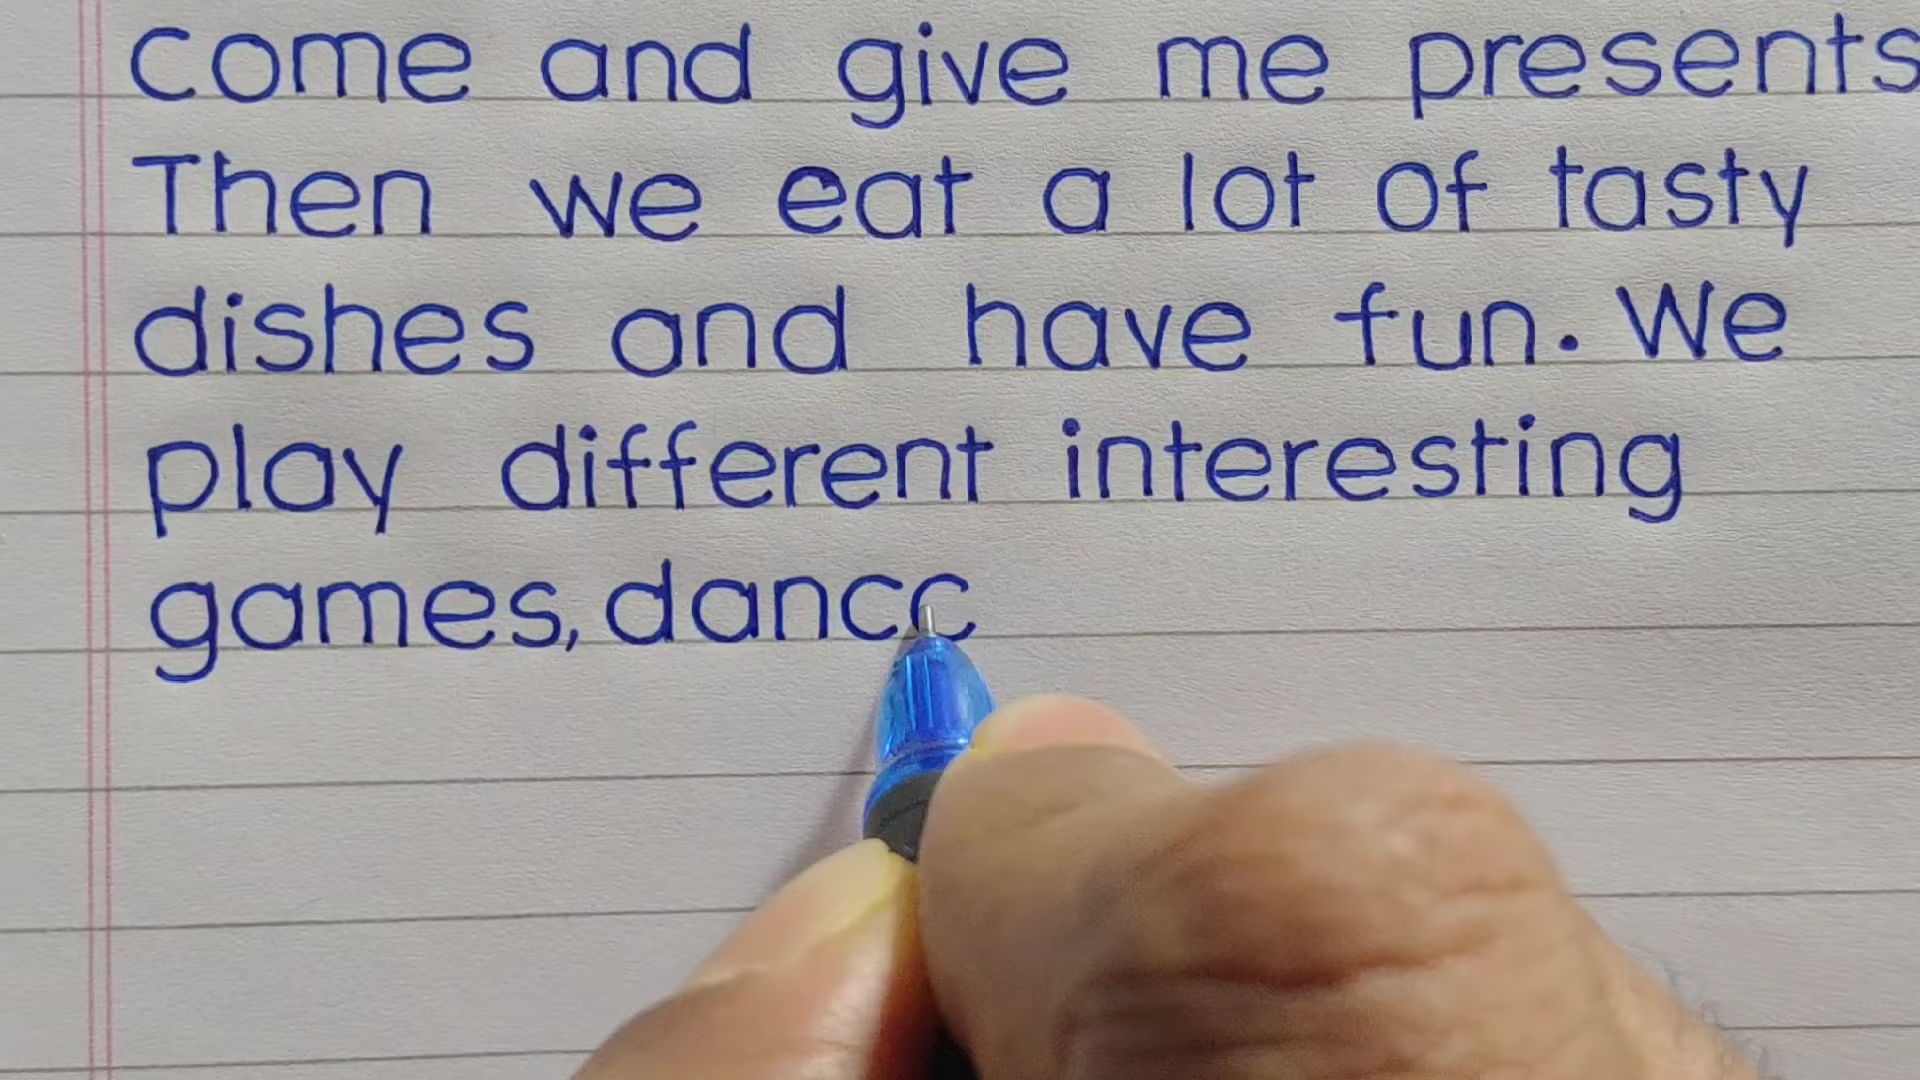 come and give me presents
Then we eat a lot of tasty
dishes and have fun. We
play different interesting
games, dancc